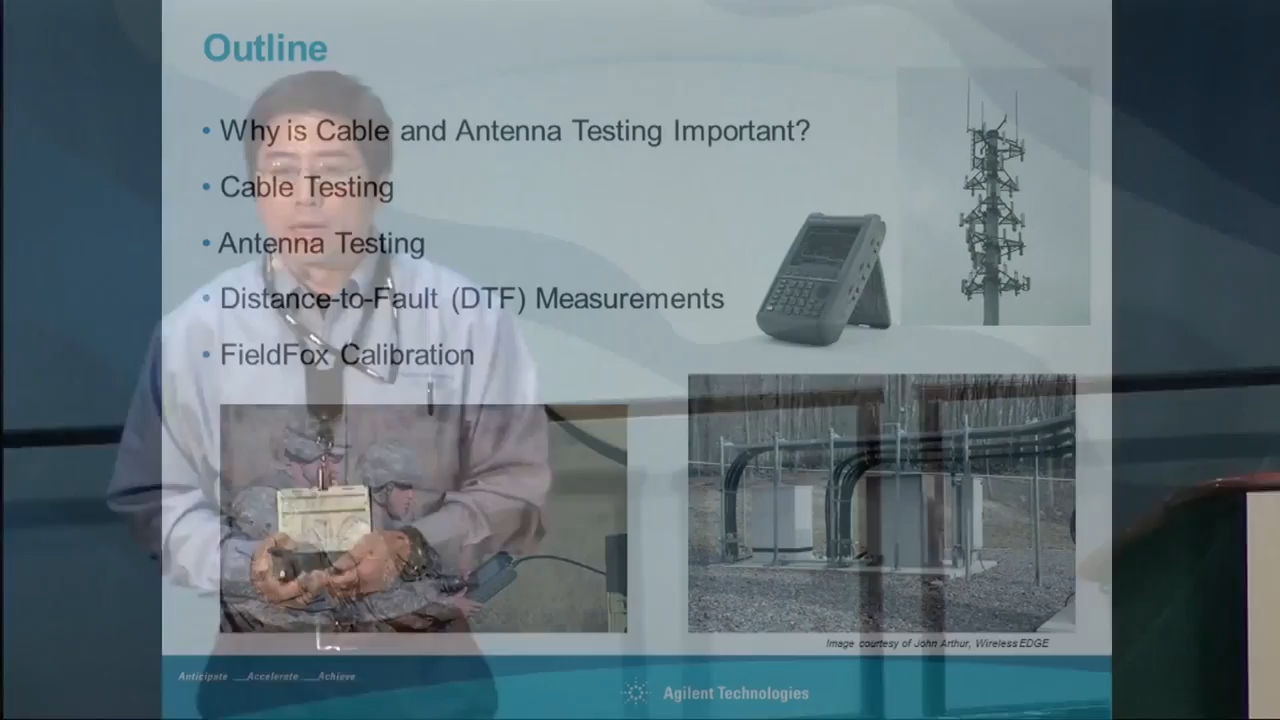 Outline
• Why is Cable and Antenna Testing Important?
• Cable Testing
• Antenna Testing
• Distance-to-Fault (DTF) Measurements
• FieldFox Calibration
Image courtesy of John Arthur, Wireless EDGE
Anticipate __Accelerate __Achieve
Agilent Technologies